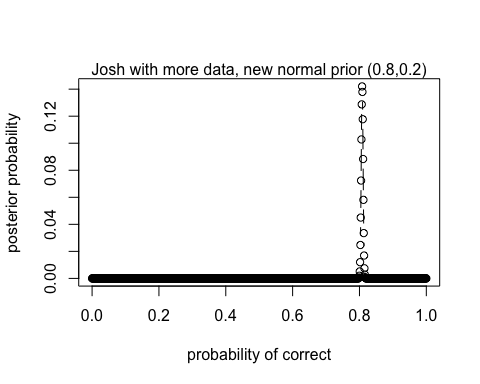 Josh with more data, new normal prior (0.8,0.2)
posterior probability
0.12
0.08
0.04
0.00
0.0 0.2 0.4 0.6 0.8 1.0
probability of correct